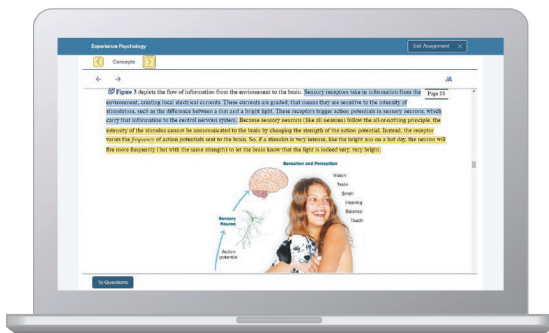 Experience Psychology
Exit Assignment X
Concepts
AA
Figure 3 depicts the flow of information from the environment to the brain. Sensory receptors take in information from the
Page 88
environment, creating local electrical currents. These currents are graded; that means they are sensitive to the intensity of
stimulation, such as the difference between a dim and a bright light. These receptors trigger action potentials in sensory neurons, which
carry that information to the central nervous system. Because sensory neurons (like all neurons) follow the all-or-nothing principle, the
intensity of the stimulus cannot be communicated to the brain by changing the strength of the action potential. Instead, the receptor
varies the frequency of action potentials sent to the brain. So, if a stimulus is very intense, like the bright sun on a hot day, the neuron will
fire more frequently (but with the same strength) to let the brain know that the light is indeed very, very bright.
Sensation and Perception
Vision
Taste
Smell
Hearing
Balance
Touch
Sensory
Neuron
Action
potential
To Questions